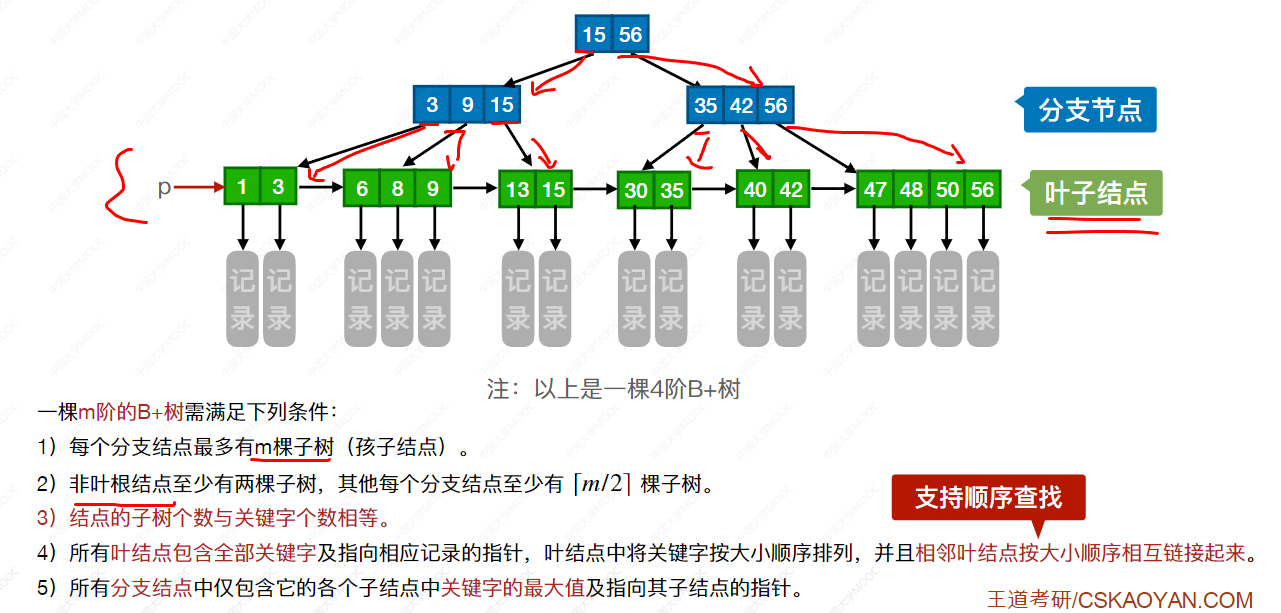 15 56
3 9 15
35 42 56
分支节点
p
1 3
6 8 9
13 15
30 35
40 42
47 48 50 56
叶子结点
记录 记录 记录 记录 记录 记录 记录 记录 记录 记录 记录 记录 记录 记录 记录
注：以上是一棵4阶B+树
一棵m阶的B+树需满足下列条件：
1）每个分支结点最多有m棵子树（孩子结点）。
2）非叶根结点至少有两棵子树，其他每个分支结点至少有 ⌈m/2⌉ 棵子树。
支持顺序查找
3）结点的子树个数与关键字个数相等。
4）所有叶结点包含全部关键字及指向相应记录的指针，叶结点中将关键字按大小顺序排列，并且相邻叶结点按大小顺序相互链接起来。
5）所有分支结点中仅包含它的各个子结点中关键字的最大值及指向其子结点的指针。
王道考研/CSKAOYAN.COM